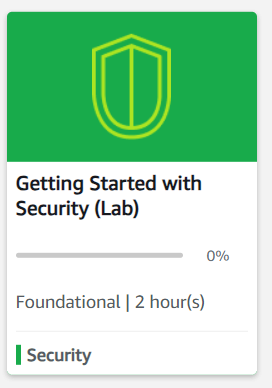 Getting Started with
Security (Lab)
0%
Foundational | 2 hour(s)
Security